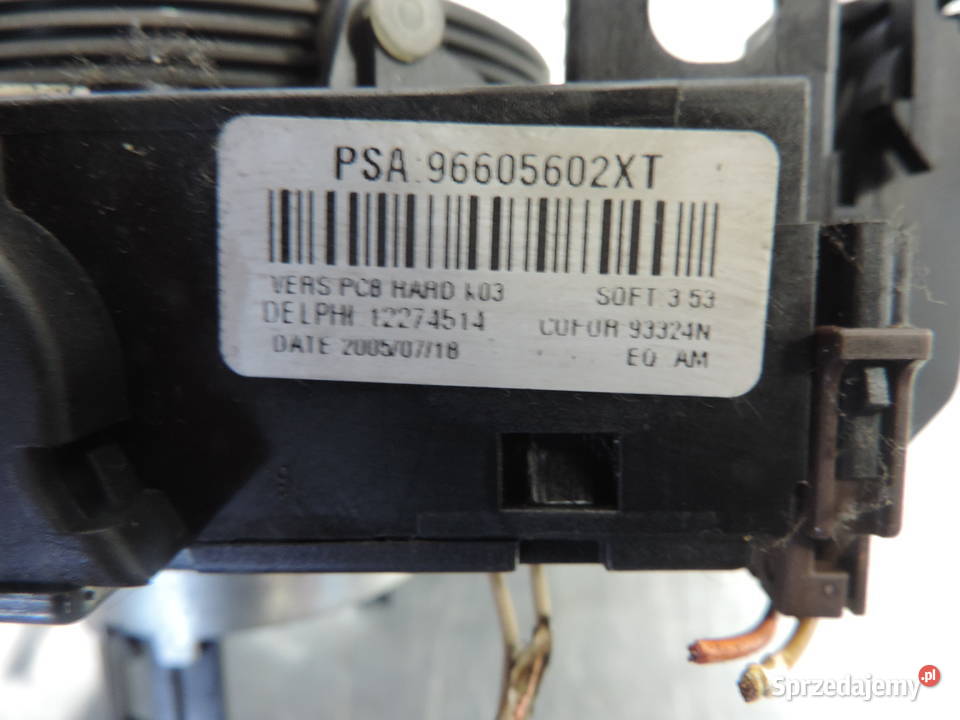 PSA:96605602XT
VERS PCB HARD k03 SOFT 3.53
DELPHI 12274514 COFOR 93324N
DATE 2005/07/18 EQ AM
Sprzedajemy.pl